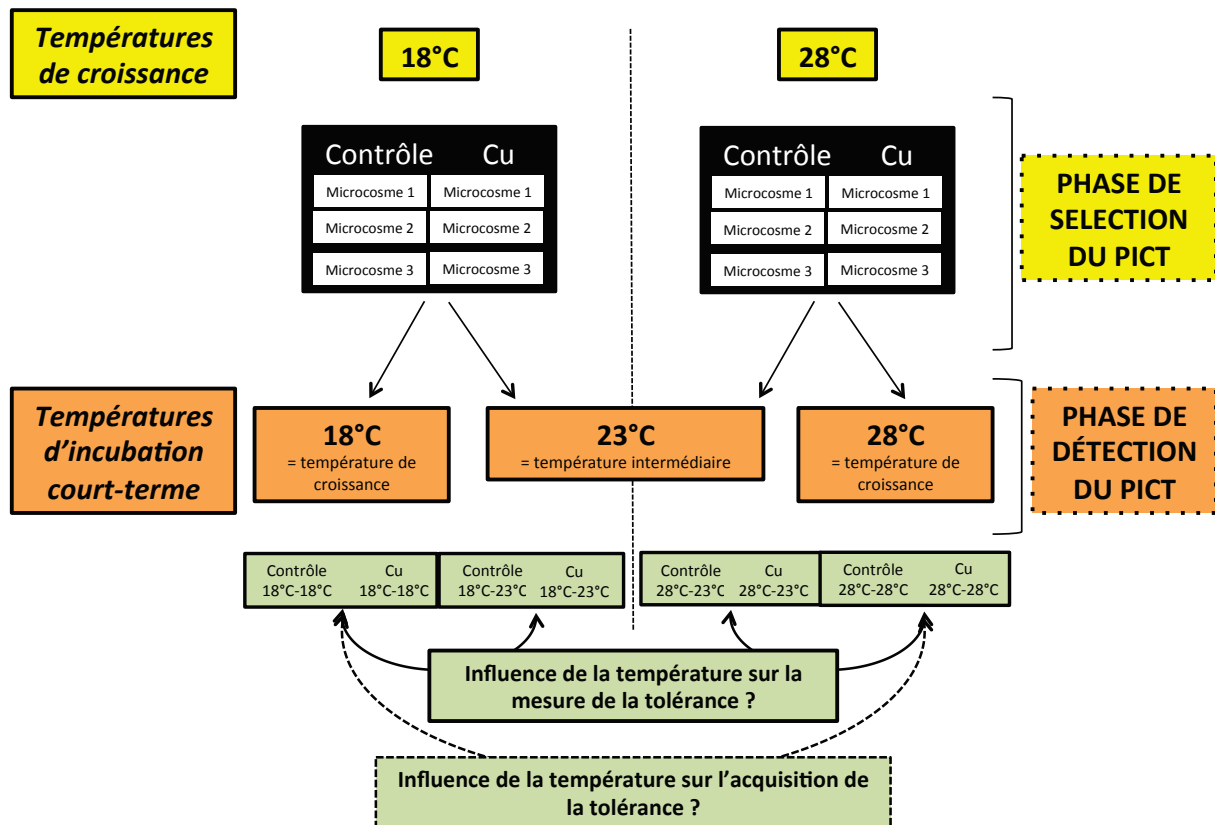 Températures
de croissance
18°C
28°C
Contrôle Cu
Microcosme 1 Microcosme 1
Microcosme 2 Microcosme 2
Microcosme 3 Microcosme 3
Contrôle Cu
Microcosme 1 Microcosme 1
Microcosme 2 Microcosme 2
Microcosme 3 Microcosme 3
PHASE DE
SELECTION
DU PICT
Températures
d'incubation
court-terme
18°C
= température de
croissance
23°C
= température intermédiaire
28°C
= température de
croissance
PHASE DE
DÉTECTION
DU PICT
Contrôle Cu
18°C-18°C 18°C-18°C
Contrôle Cu
18°C-23°C 18°C-23°C
Contrôle Cu
28°C-23°C 28°C-23°C
Contrôle Cu
28°C-28°C 28°C-28°C
Influence de la température sur la
mesure de la tolérance ?
Influence de la température sur l'acquisition de
la tolérance ?